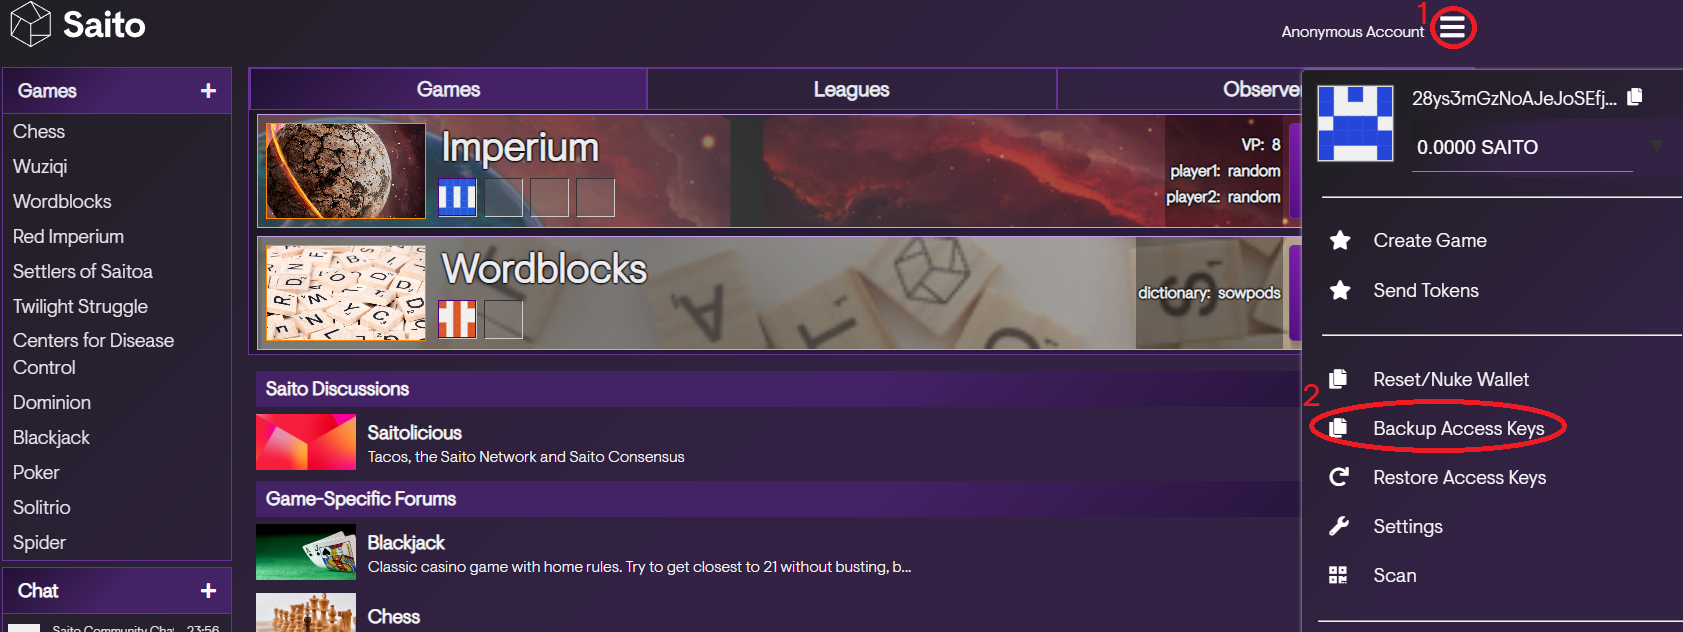 Saito
1
Anonymous Account
Games +
Chess
Wuziqi
Wordblocks
Red Imperium
Settlers of Saitoa
Twilight Struggle
Centers for Disease
Control
Dominion
Blackjack
Poker
Solitrio
Spider
Chat +
Saito Community Chat 23:56
Games Leagues Observe
Imperium
VP: 8
player1: random
player2: random
Wordblocks
dictionary: sowpods
Saito Discussions
Saitolicious
Tacos, the Saito Network and Saito Consensus
Game-Specific Forums
Blackjack
Classic casino game with home rules. Try to get closest to 21 without busting, b...
Chess
28ys3mGzNoAJeJoSEfj...
0.0000 SAITO
Create Game
Send Tokens
Reset/Nuke Wallet
2
Backup Access Keys
Restore Access Keys
Settings
Scan